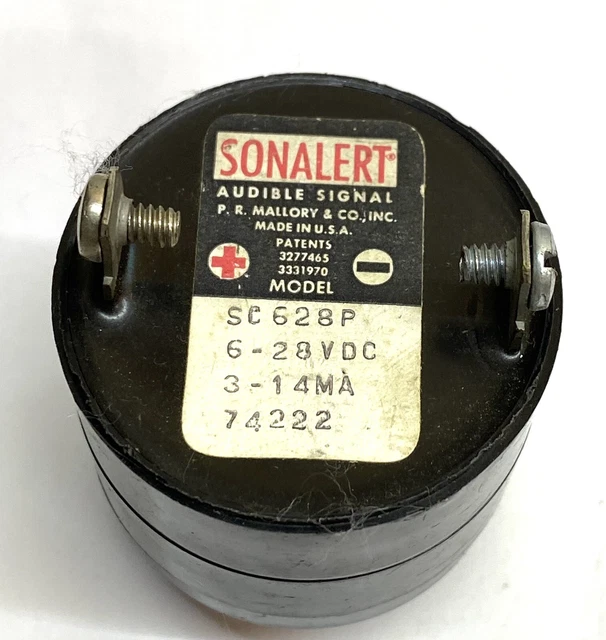 SONALERT®
AUDIBLE SIGNAL
P. R. MALLORY & CO., INC.
MADE IN U.S.A.
PATENTS
3277465
3331970
+ −
MODEL
SC628P
6-28VDC
3-14MA
74222